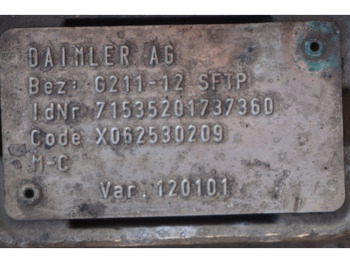 DAIMLER AG
Bez: G211-12 SFTP
IdNr 71535201737360
Code X062530209
M-C
Var. 120101